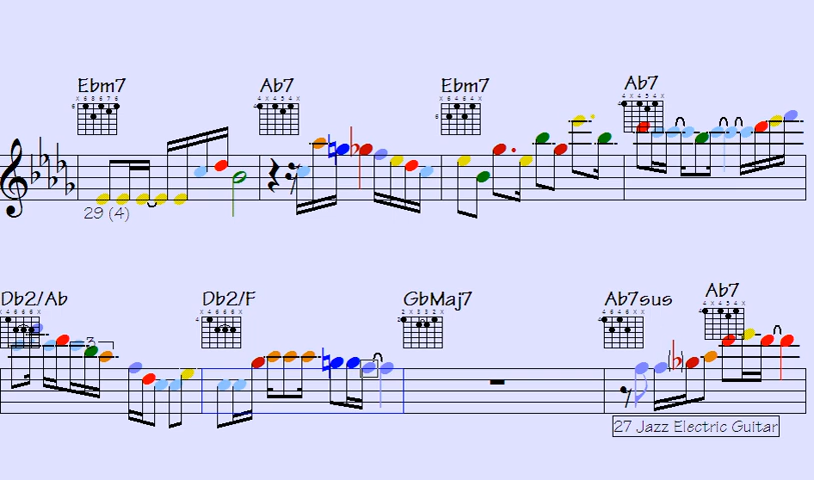 Ebm7 Ab7 Ebm7 Ab7
29 (4)
Db2/Ab Db2/F GbMaj7 Ab7sus Ab7
3
27 Jazz Electric Guitar